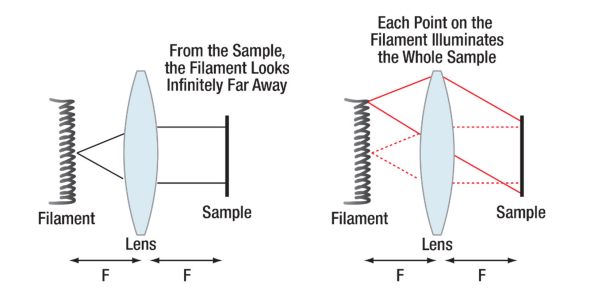 From the Sample,
the Filament Looks
Infinitely Far Away
Filament
Sample
Lens
F
F
Each Point on the
Filament Illuminates
the Whole Sample
Filament
Sample
Lens
F
F